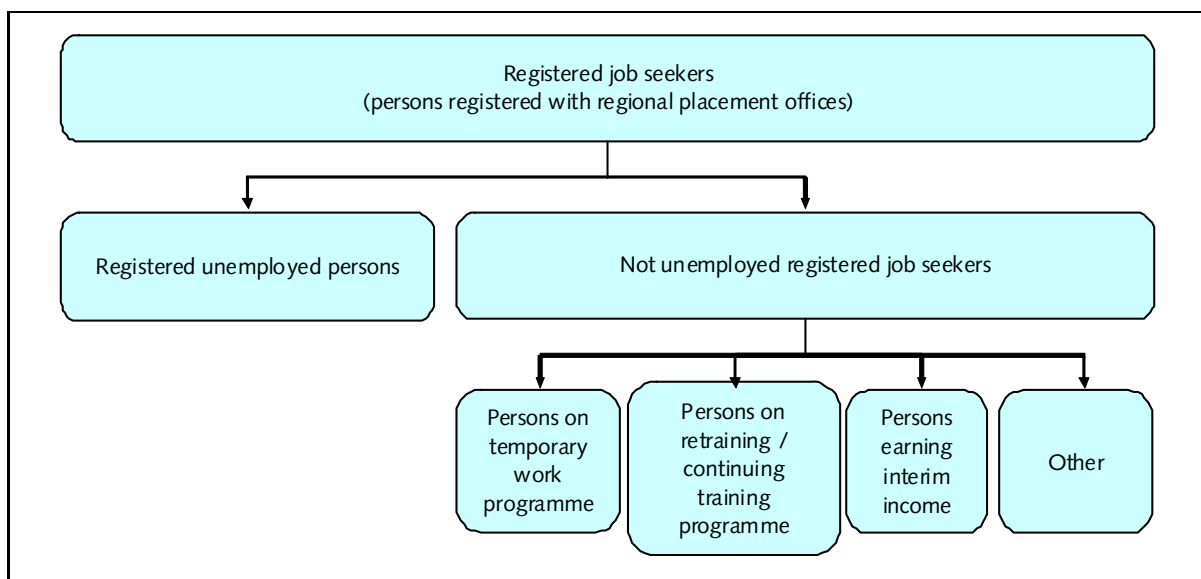 Registered job seekers
(persons registered with regional placement offices)
Registered unemployed persons
Not unemployed registered job seekers
Persons on
temporary
work
programme
Persons on
retraining /
continuing
training
programme
Persons
earning
interim
income
Other